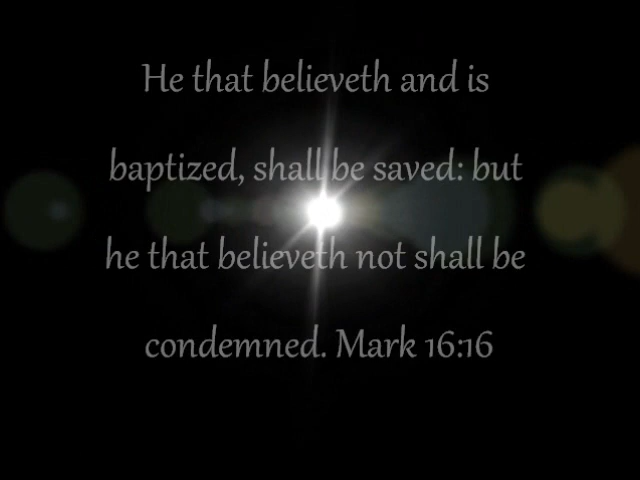 He that believeth and is
baptized, shall be saved: but
he that believeth not shall be
condemned. Mark 16:16